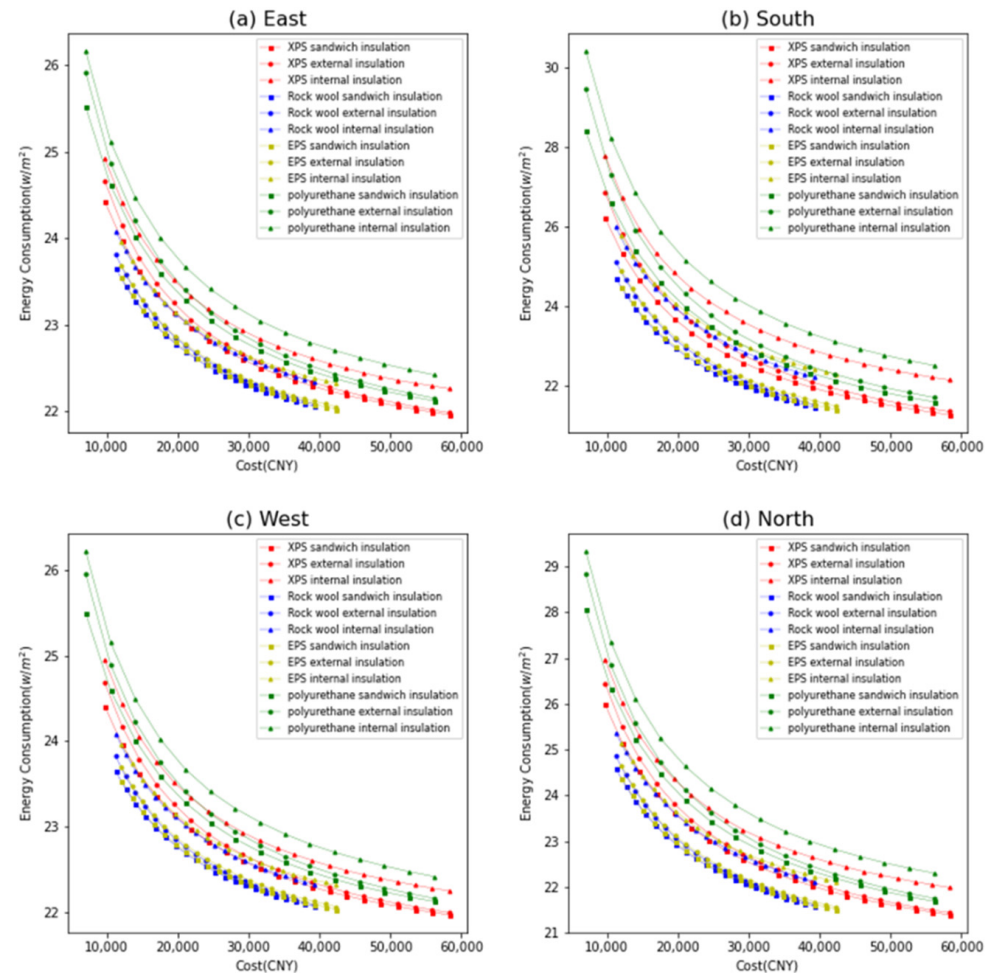 (a) East
26
25
24
23
22
Energy Consumption(w/m²)
XPS sandwich insulation
XPS external insulation
XPS internal insulation
Rock wool sandwich insulation
Rock wool external insulation
Rock wool internal insulation
EPS sandwich insulation
EPS external insulation
EPS internal insulation
polyurethane sandwich insulation
polyurethane external insulation
polyurethane internal insulation
10,000 20,000 30,000 40,000 50,000 60,000
Cost(CNY)
(b) South
30
28
26
24
22
Energy Consumption(w/m²)
XPS sandwich insulation
XPS external insulation
XPS internal insulation
Rock wool sandwich insulation
Rock wool external insulation
Rock wool internal insulation
EPS sandwich insulation
EPS external insulation
EPS internal insulation
polyurethane sandwich insulation
polyurethane external insulation
polyurethane internal insulation
10,000 20,000 30,000 40,000 50,000 60,000
Cost(CNY)
(c) West
26
25
24
23
22
Energy Consumption(w/m²)
XPS sandwich insulation
XPS external insulation
XPS internal insulation
Rock wool sandwich insulation
Rock wool external insulation
Rock wool internal insulation
EPS sandwich insulation
EPS external insulation
EPS internal insulation
polyurethane sandwich insulation
polyurethane external insulation
polyurethane internal insulation
10,000 20,000 30,000 40,000 50,000 60,000
Cost(CNY)
(d) North
29
28
27
26
25
24
23
22
21
Energy Consumption(w/m²)
XPS sandwich insulation
XPS external insulation
XPS internal insulation
Rock wool sandwich insulation
Rock wool external insulation
Rock wool internal insulation
EPS sandwich insulation
EPS external insulation
EPS internal insulation
polyurethane sandwich insulation
polyurethane external insulation
polyurethane internal insulation
10,000 20,000 30,000 40,000 50,000 60,000
Cost(CNY)